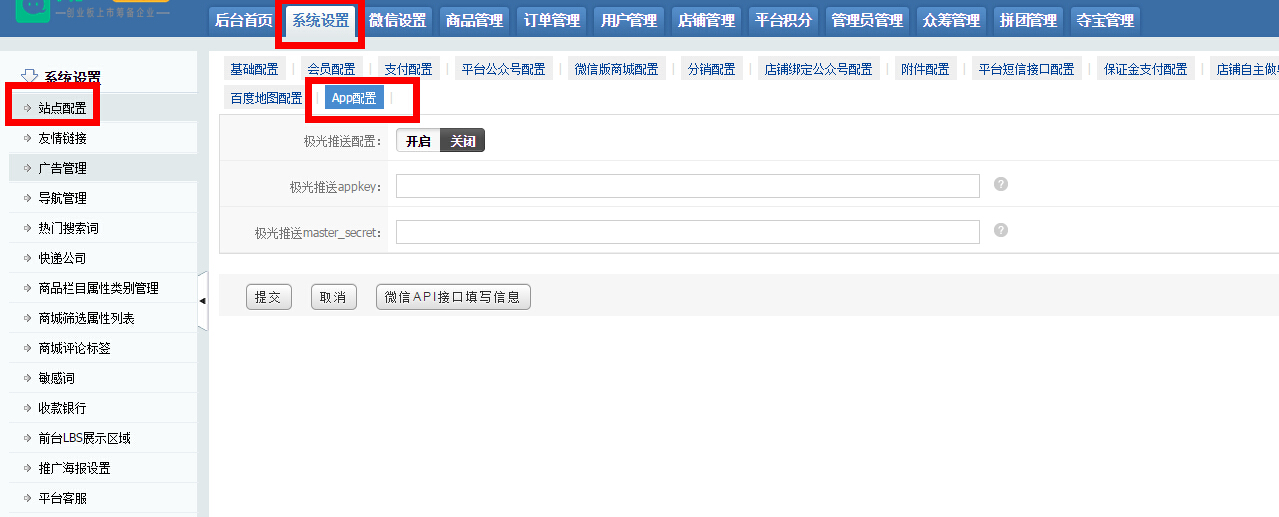 创业板上市筹备企业
后台首页 系统设置 微信设置 商品管理 订单管理 用户管理 店铺管理 平台积分 管理员管理 众筹管理 拼团管理 夺宝管理
系统设置
站点配置
友情链接
广告管理
导航管理
热门搜索词
快递公司
商品栏目属性类别管理
商城筛选属性列表
商城评论标签
敏感词
收款银行
前台LBS展示区域
推广海报设置
平台客服
基础配置 | 会员配置 | 支付配置 | 平台公众号配置 | 微信版商城配置 | 分销配置 | 店铺绑定公众号配置 | 附件配置 | 平台短信接口配置 | 保证金支付配置 | 店铺自主做
百度地图配置 | App配置 |
极光推送配置： 开启 关闭
极光推送appkey： ?
极光推送master_secret： ?
提交 取消 微信API接口填写信息